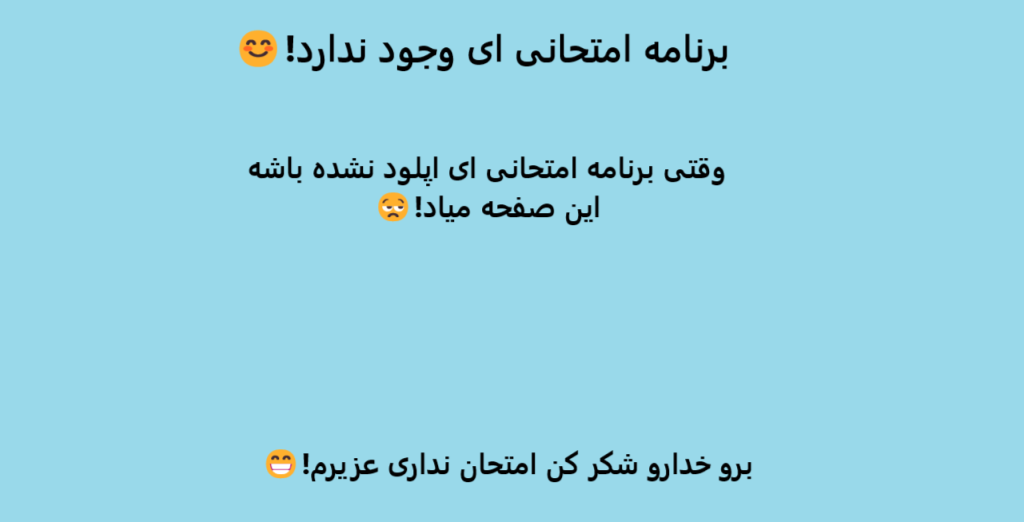 برنامه امتحانی ای وجود ندارد! 😊
وقتی برنامه امتحانی ای اپلود نشده باشه
این صفحه میاد! 😩
برو خدارو شکر کن امتحان نداری عزیرم! 😁